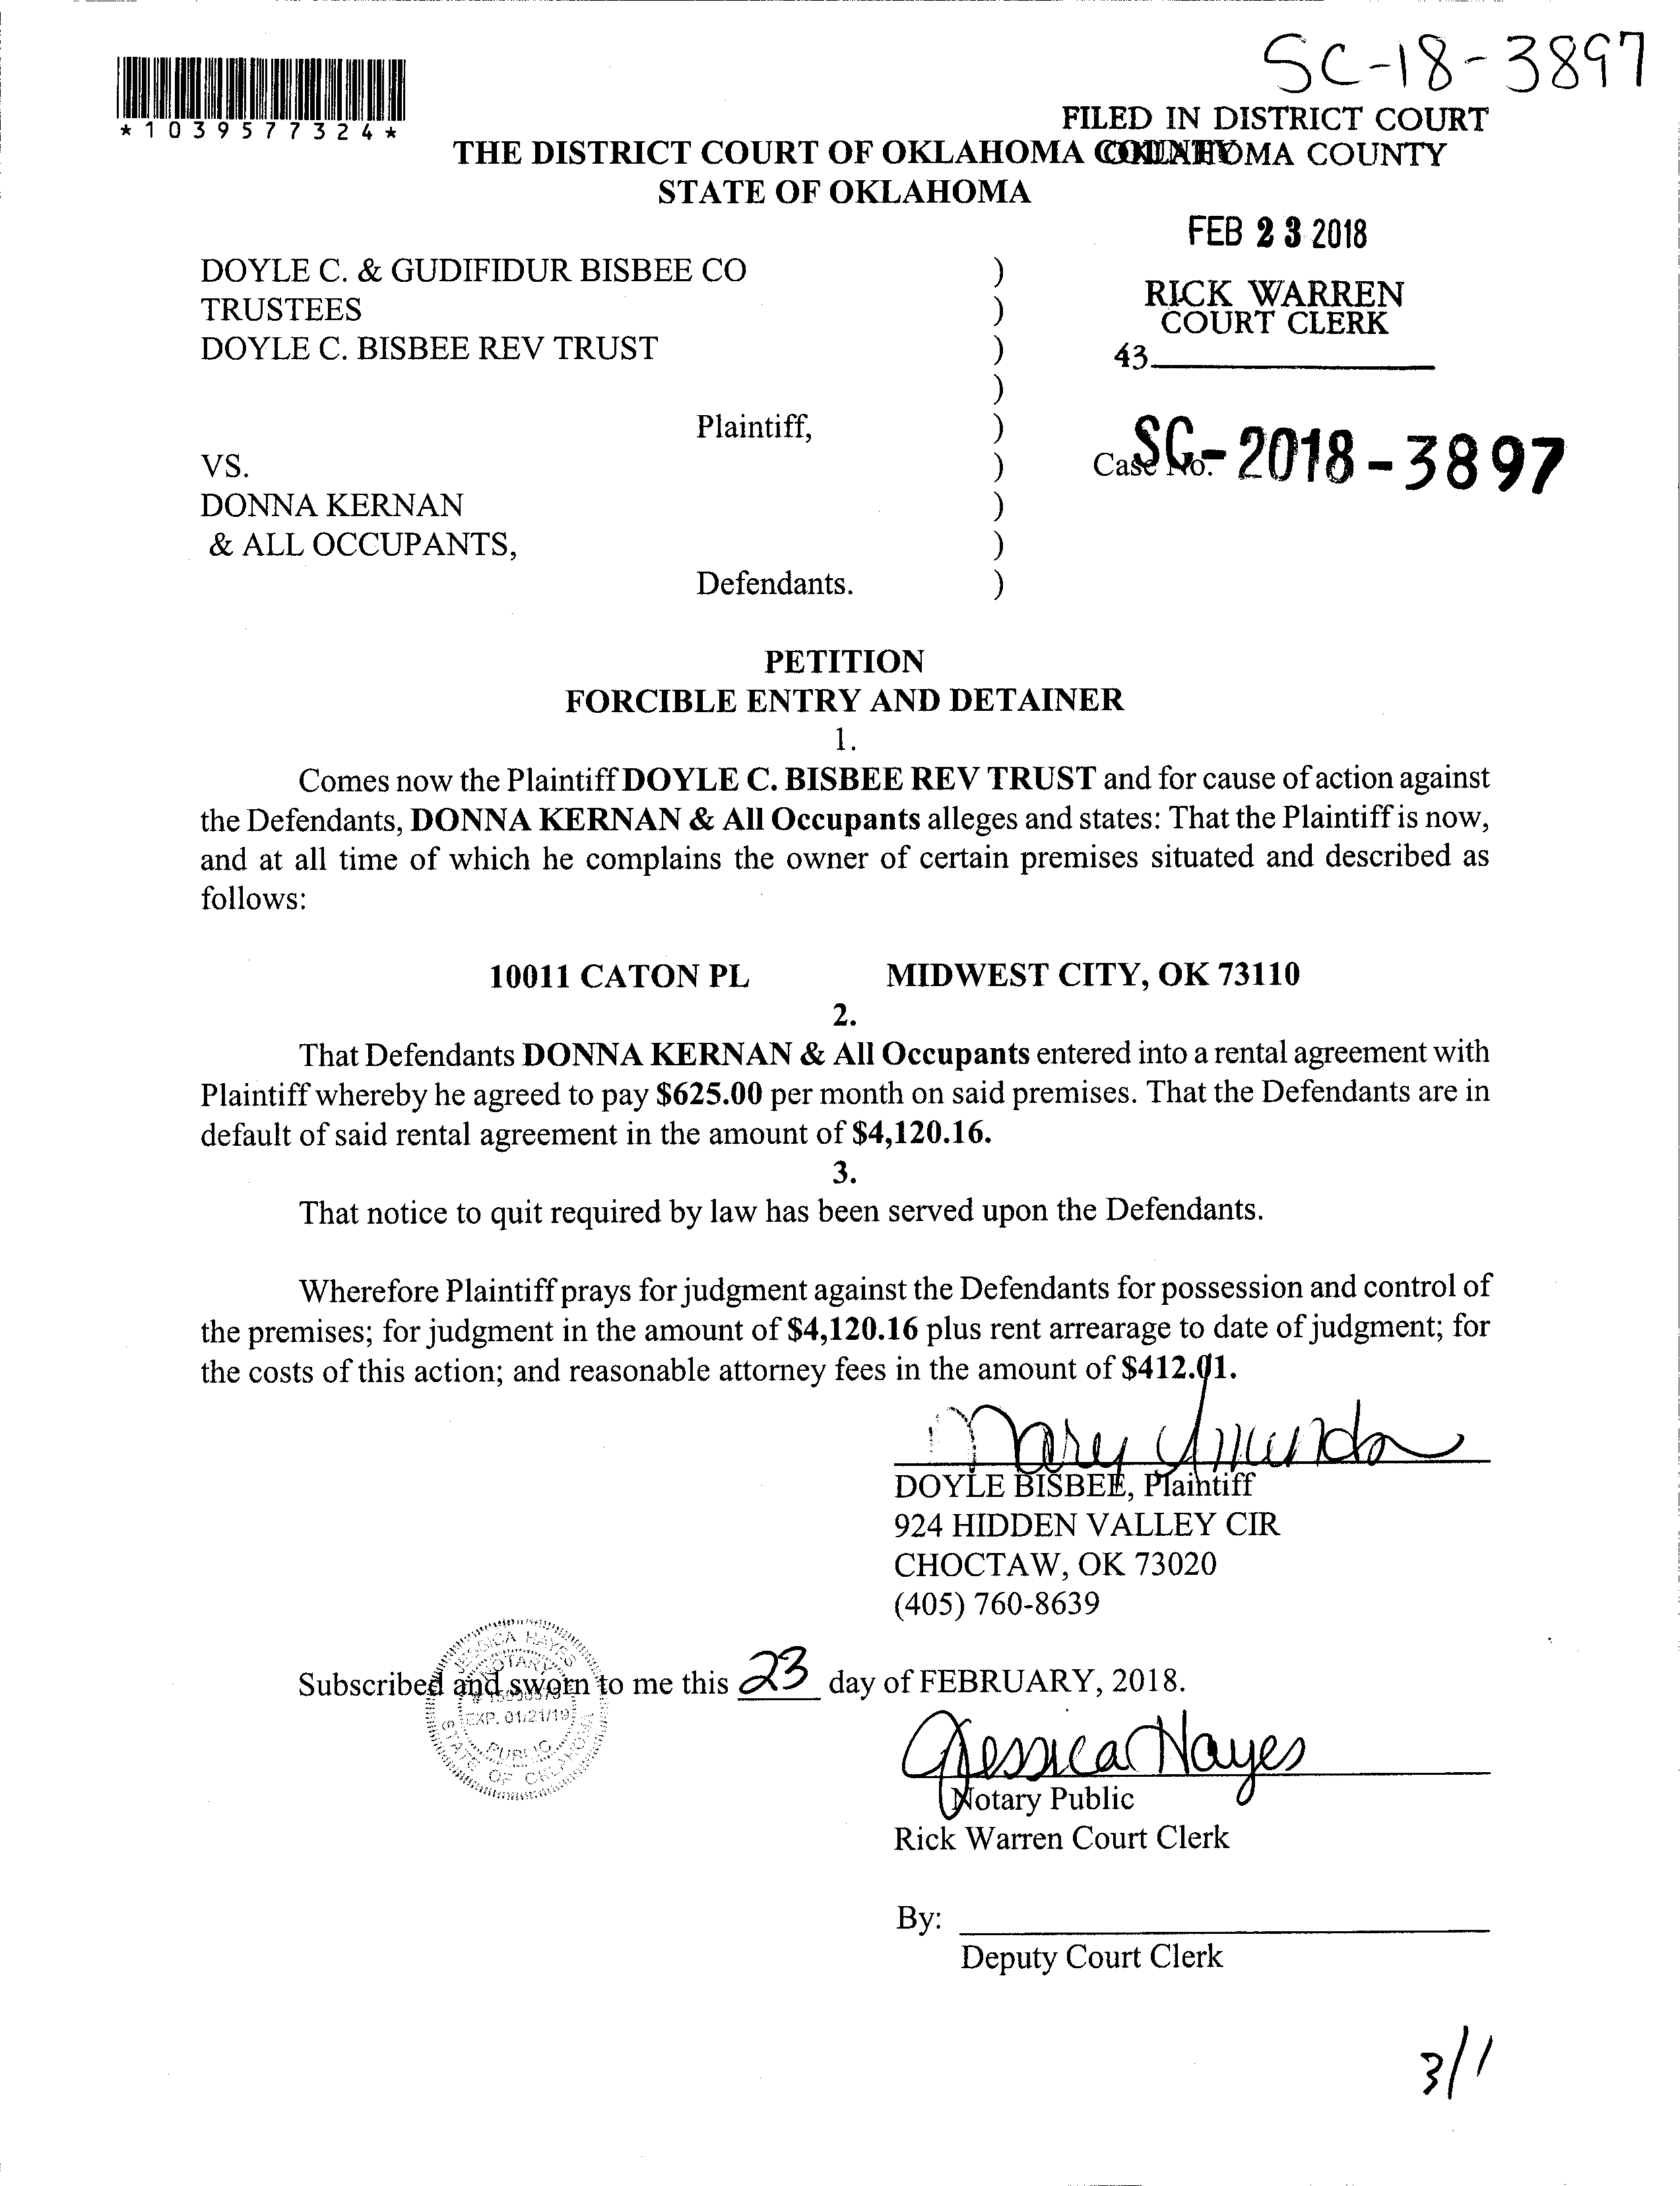 SC-18-3897
*1039577324*
FILED IN DISTRICT COURT
THE DISTRICT COURT OF OKLAHOMA COUNTY
OKLAHOMA COUNTY
STATE OF OKLAHOMA
FEB 23 2018
DOYLE C. & GUDIFIDUR BISBEE CO )
TRUSTEES )
RICK WARREN
COURT CLERK
DOYLE C. BISBEE REV TRUST )
43
)
Plaintiff, )
VS. )
Case No. SC-2018-3897
DONNA KERNAN )
& ALL OCCUPANTS, )
Defendants. )
PETITION
FORCIBLE ENTRY AND DETAINER
1.
Comes now the Plaintiff DOYLE C. BISBEE REV TRUST and for cause of action against
the Defendants, DONNA KERNAN & All Occupants alleges and states: That the Plaintiff is now,
and at all time of which he complains the owner of certain premises situated and described as
follows:
10011 CATON PL MIDWEST CITY, OK 73110
2.
That Defendants DONNA KERNAN & All Occupants entered into a rental agreement with
Plaintiff whereby he agreed to pay $625.00 per month on said premises. That the Defendants are in
default of said rental agreement in the amount of $4,120.16.
3.
That notice to quit required by law has been served upon the Defendants.
Wherefore Plaintiff prays for judgment against the Defendants for possession and control of
the premises; for judgment in the amount of $4,120.16 plus rent arrearage to date of judgment; for
the costs of this action; and reasonable attorney fees in the amount of $412.01.
Mary
DOYLE BISBEE, Plaintiff
924 HIDDEN VALLEY CIR
CHOCTAW, OK 73020
(405) 760-8639
Subscribed and sworn to me this 23 day of FEBRUARY, 2018.
JESSICA HAYES
NOTARY
EXP. 01/21/19
PUBLIC
STATE OF OKLAHOMA
Jessica Hayes
Notary Public
Rick Warren Court Clerk
By:
Deputy Court Clerk
3/1